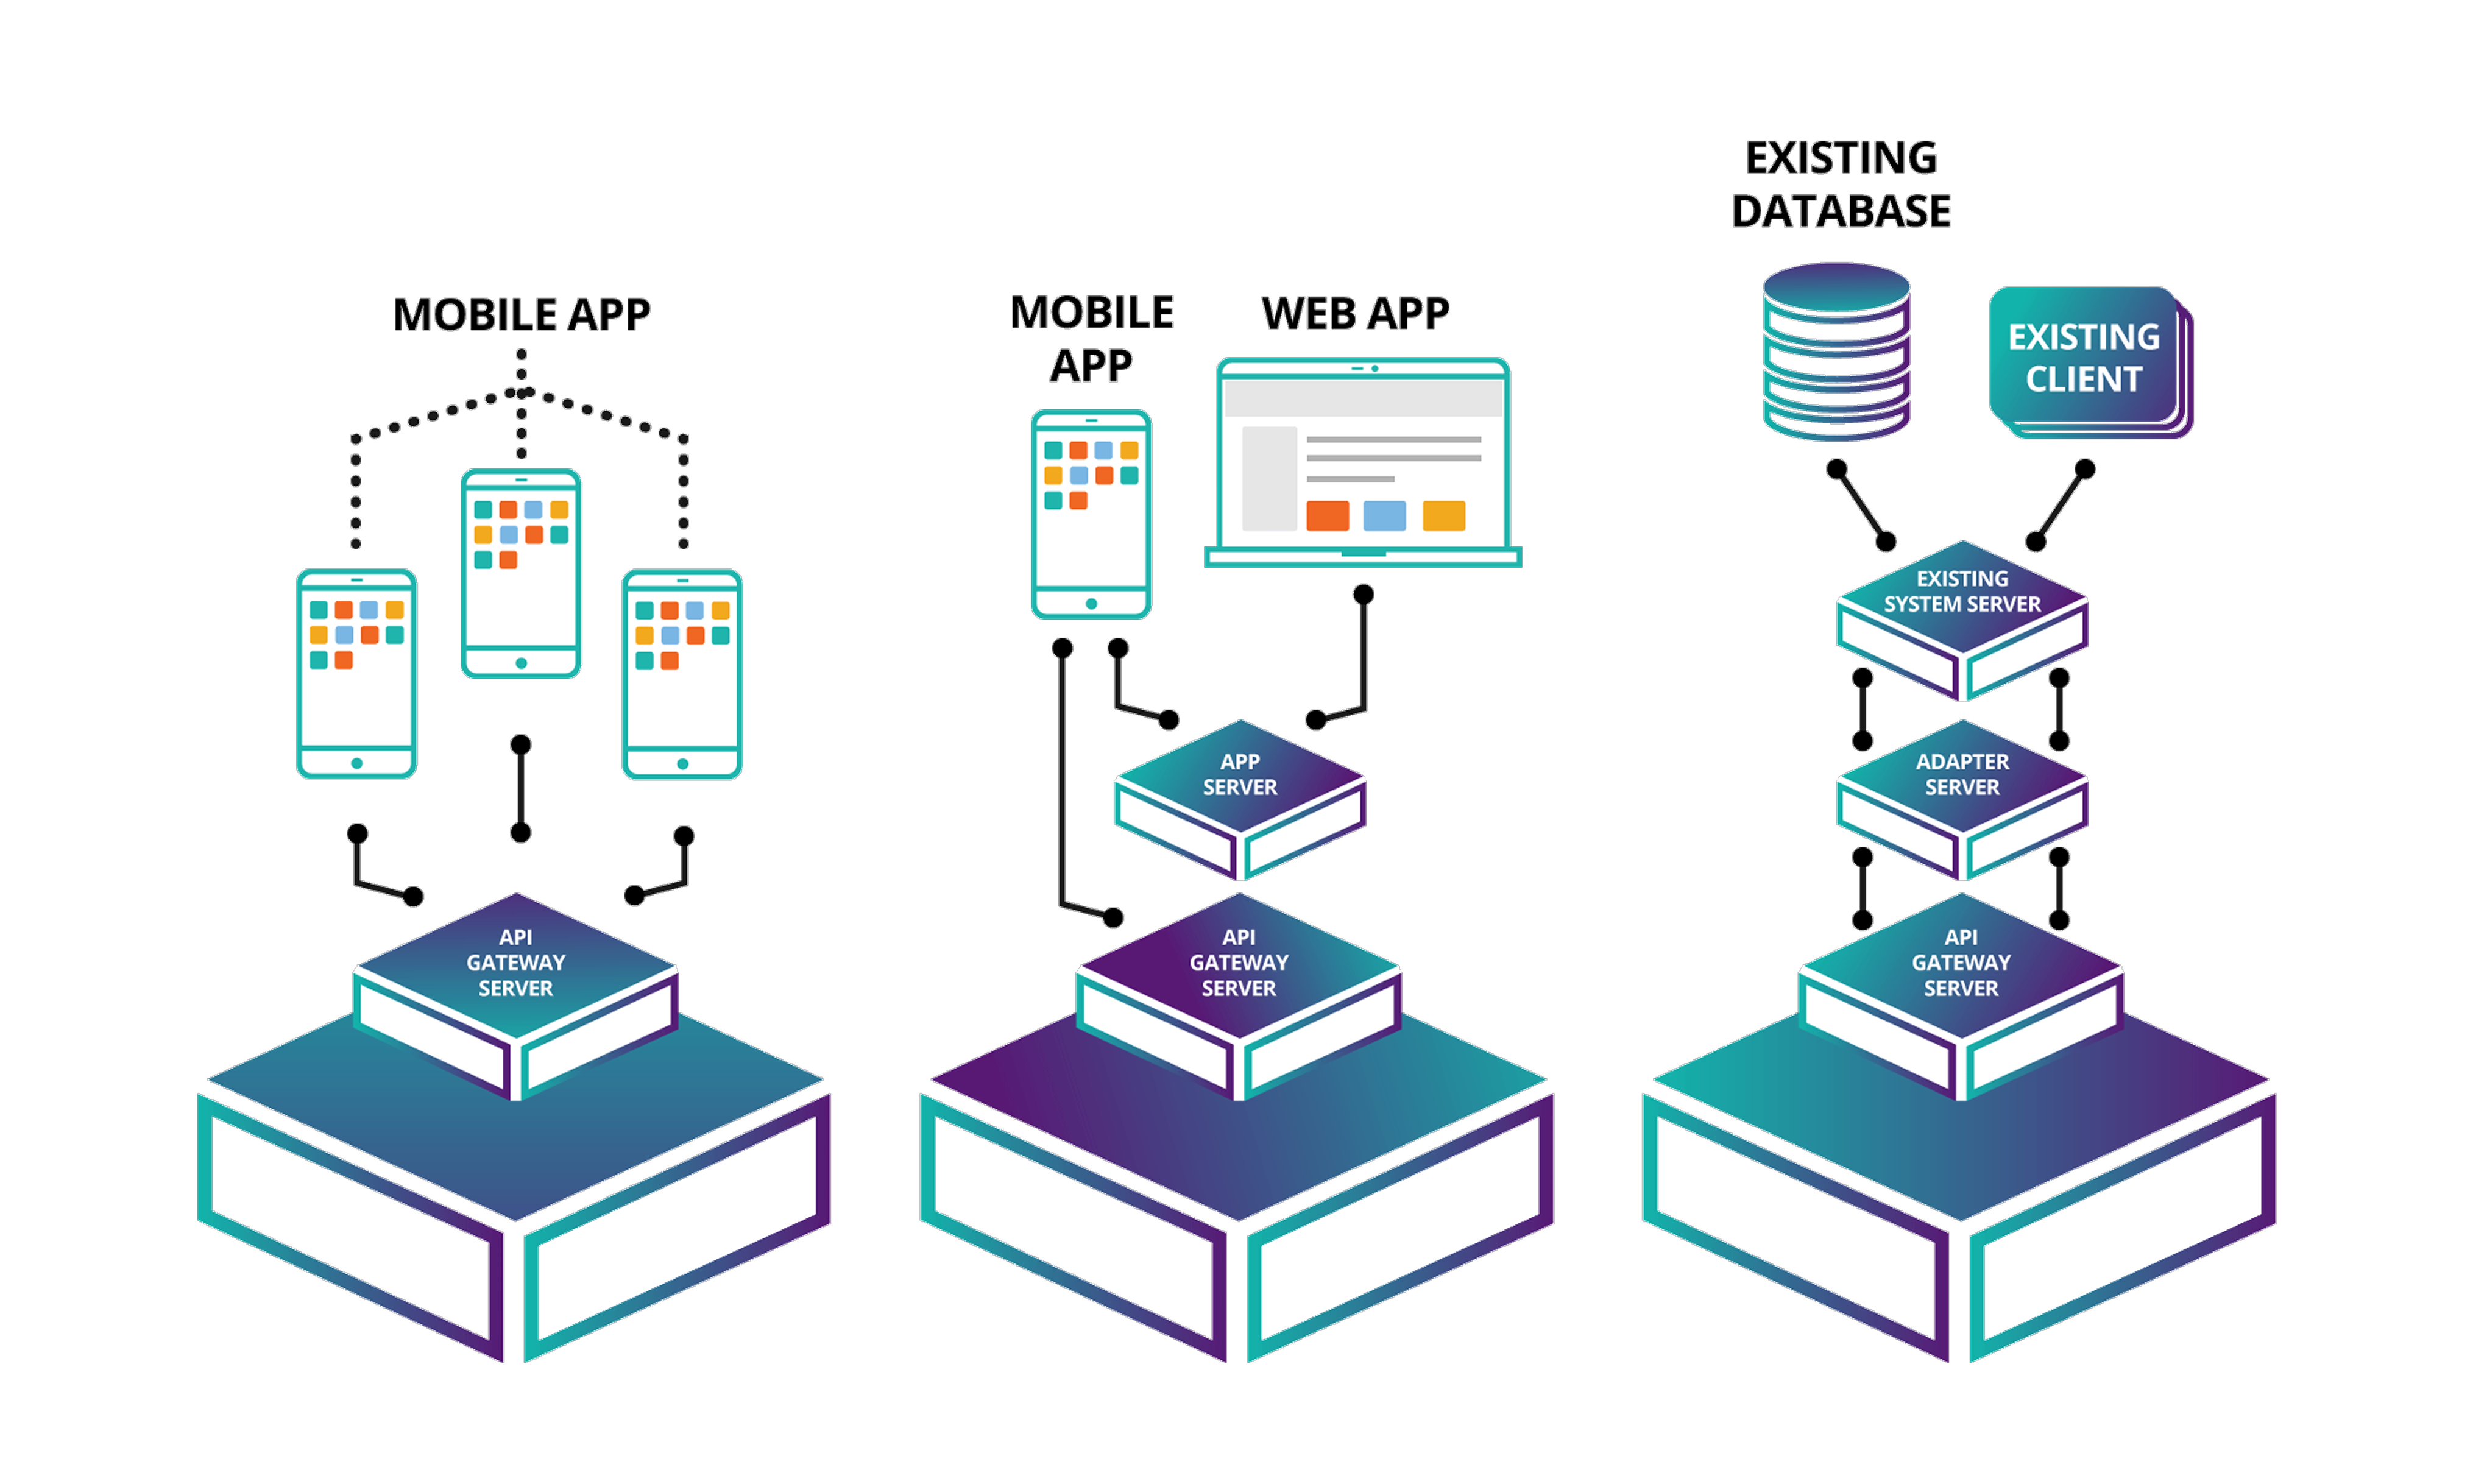 MOBILE APP
API
GATEWAY
SERVER
MOBILE
APP
WEB APP
APP
SERVER
API
GATEWAY
SERVER
EXISTING
DATABASE
EXISTING
CLIENT
EXISTING
SYSTEM SERVER
ADAPTER
SERVER
API
GATEWAY
SERVER